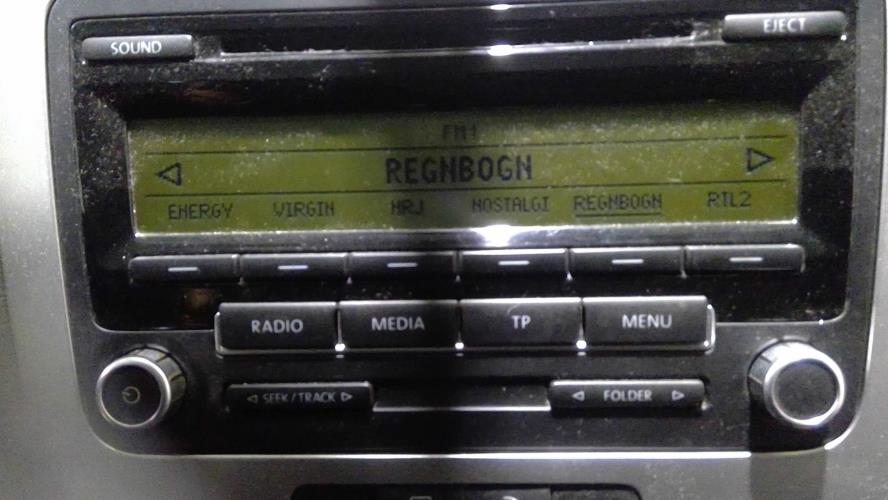 SOUND
EJECT
FM1
REGNBOGN
ENERGY VIRGIN NRJ NOSTALGI REGNBOGN RTL2
RADIO MEDIA TP MENU
SEEK / TRACK FOLDER